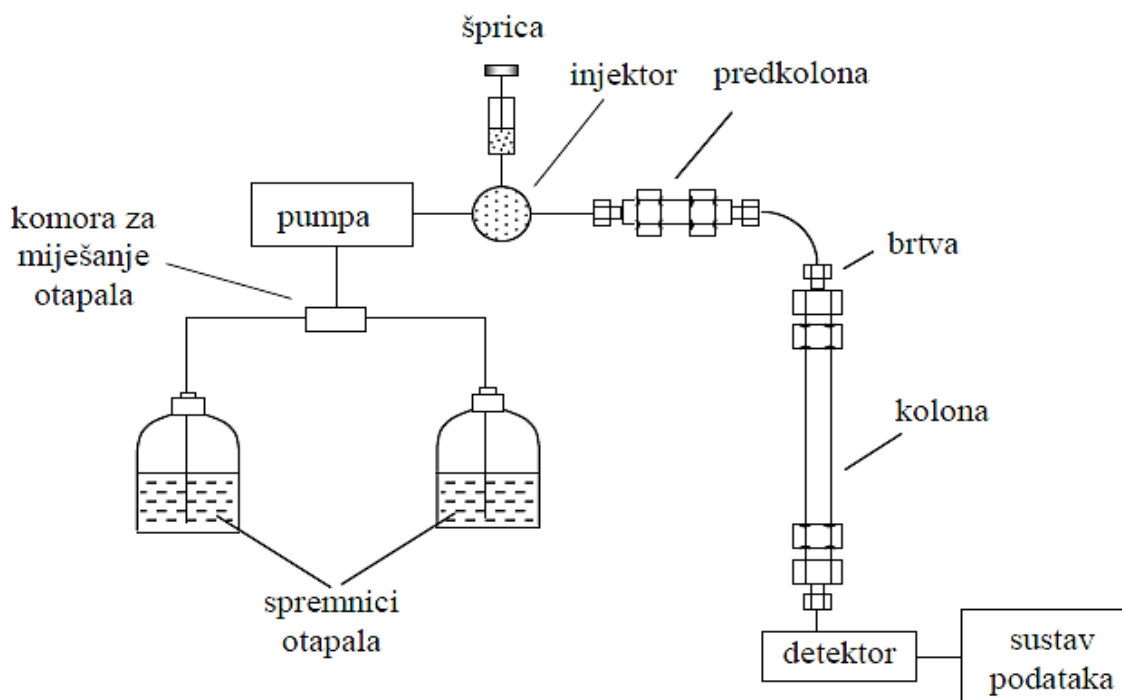 šprica
injektor
predkolona
pumpa
komora za
miješanje
otapala
brtva
kolona
spremnici
otapala
detektor
sustav
podataka